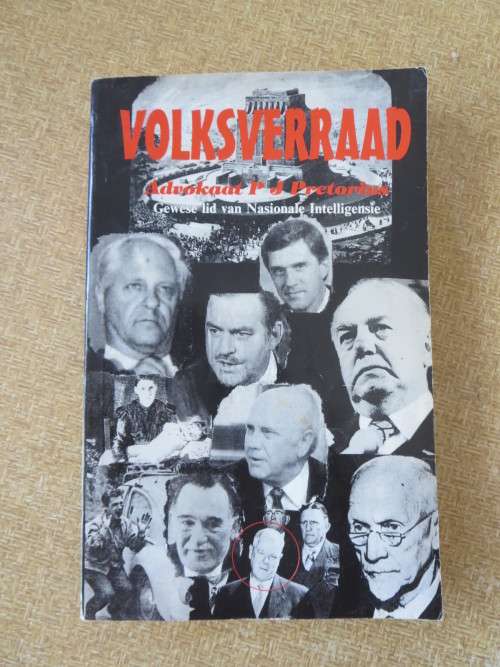 VOLKSVERRAAD
Advokaat P J Pretorius
Gewese lid van Nasionale Intelligensie